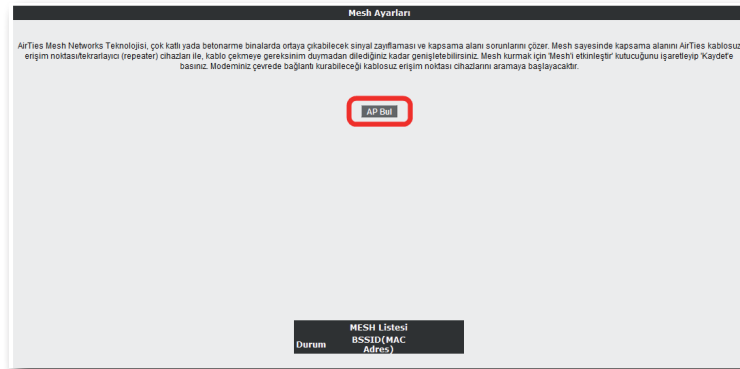 Mesh Ayarları
AirTies Mesh Networks Teknolojisi, çok katlı yada betonarme binalarda ortaya çıkabilecek sinyal zayıflaması ve kapsama alanı sorunlarını çözer. Mesh sayesinde kapsama alanını AirTies kablosuz
erişim noktası/tekrarlayıcı (repeater) cihazları ile, kablo çekmeye gereksinim duymadan dilediğiniz kadar genişletebilirsiniz. Mesh kurmak için 'Mesh'i etkinleştir' kutucuğunu işaretleyip 'Kaydet'e
basınız. Modeminiz çevrede bağlantı kurabileceği kablosuz erişim noktası cihazlarını aramaya başlayacaktır.
AP Bul
MESH Listesi
Durum BSSID(MAC
Adres)